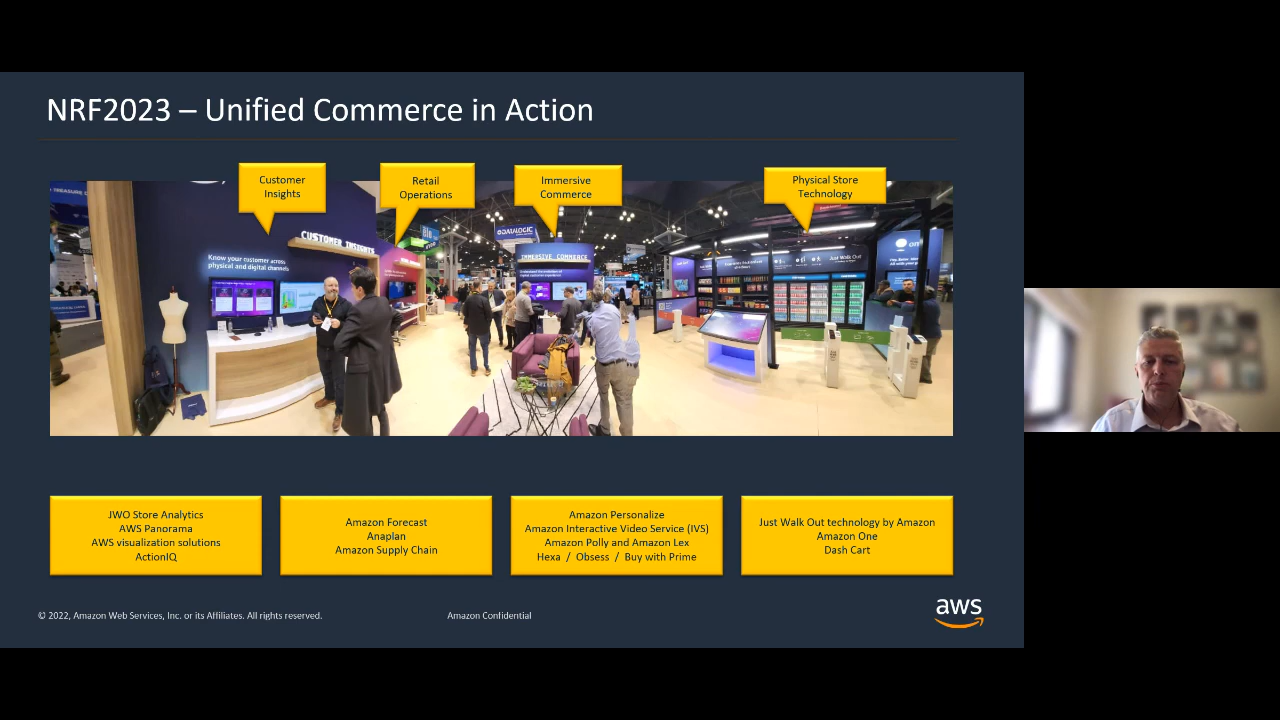 NRF2023 – Unified Commerce in Action
Customer
Insights
Retail
Operations
Immersive
Commerce
Physical Store
Technology
CUSTOMER INSIGHTS
Know your customer across
physical and digital channels
DATALOGIC
IMMERSIVE COMMERCE
Just Walk Out
JWO Store Analytics
AWS Panorama
AWS visualization solutions
ActionIQ
Amazon Forecast
Anaplan
Amazon Supply Chain
Amazon Personalize
Amazon Interactive Video Service (IVS)
Amazon Polly and Amazon Lex
Hexa / Obsess / Buy with Prime
Just Walk Out technology by Amazon
Amazon One
Dash Cart
© 2022, Amazon Web Services, Inc. or its Affiliates. All rights reserved.
Amazon Confidential
aws